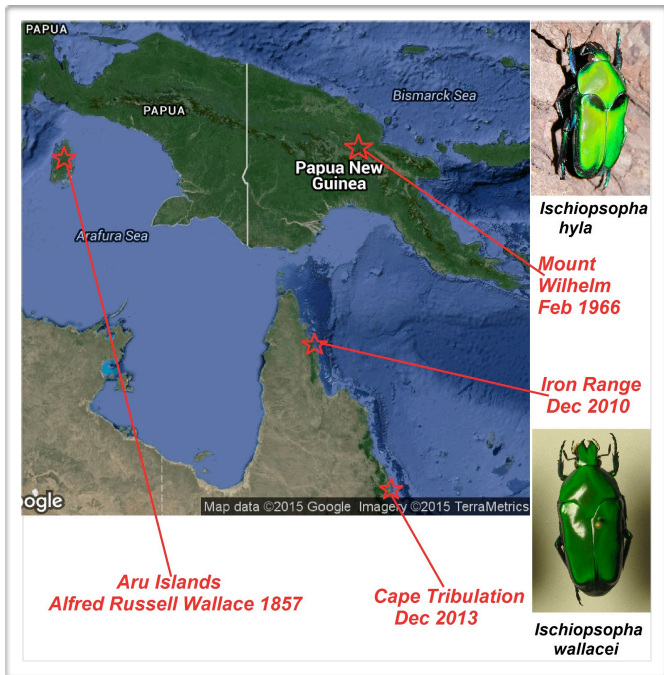 PAPUA
PAPUA
Bismarck Sea
Papua New
Guinea
Arafura Sea
Ischiopsopha
hyla
Mount
Wilhelm
Feb 1966
Iron Range
Dec 2010
ogle
Map data ©2015 Google Imagery ©2015 TerraMetrics
Aru Islands
Alfred Russell Wallace 1857
Cape Tribulation
Dec 2013
Ischiopsopha
wallacei